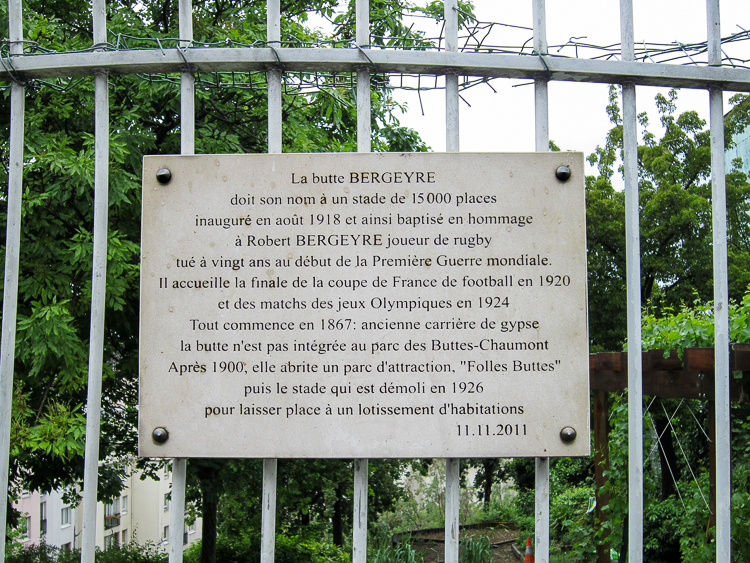 La butte BERGEYRE
doit son nom à un stade de 15000 places
inauguré en août 1918 et ainsi baptisé en hommage
à Robert BERGEYRE joueur de rugby
tué à vingt ans au début de la Première Guerre mondiale.
Il accueille la finale de la coupe de France de football en 1920
et des matchs des jeux Olympiques en 1924
Tout commence en 1867: ancienne carrière de gypse
la butte n'est pas intégrée au parc des Buttes-Chaumont
Après 1900, elle abrite un parc d'attraction, "Folles Buttes"
puis le stade qui est démoli en 1926
pour laisser place à un lotissement d'habitations
11.11.2011